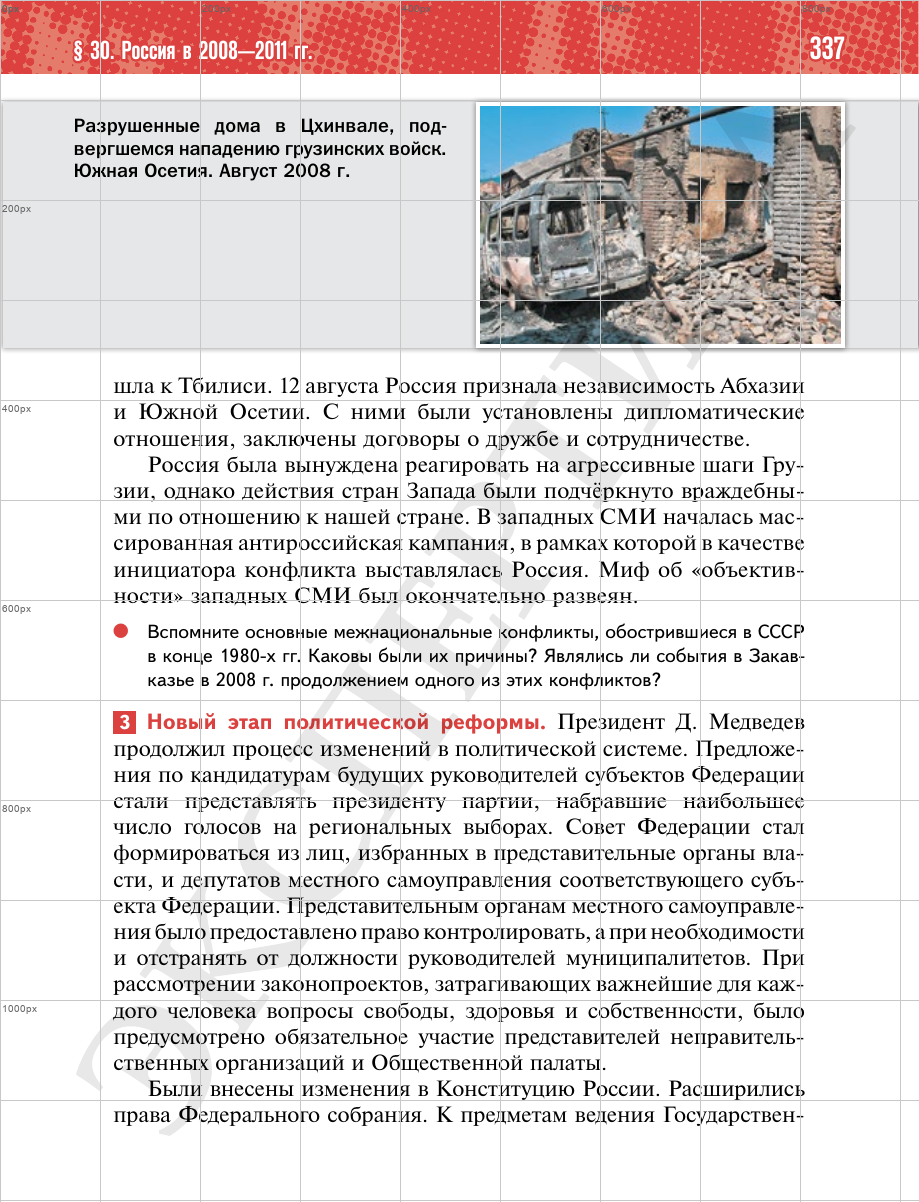 § 30. Россия в 2008—2011 гг.
337
Разрушенные дома в Цхинвале, под-
вергшемся нападению грузинских войск.
Южная Осетия. Август 2008 г.
200px
шла к Тбилиси. 12 августа Россия признала независимость Абхазии
400px
и Южной Осетии. С ними были установлены дипломатические
отношения, заключены договоры о дружбе и сотрудничестве.
Россия была вынуждена реагировать на агрессивные шаги Гру-
зии, однако действия стран Запада были подчёркнуто враждебны-
ми по отношению к нашей стране. В западных СМИ началась мас-
сированная антироссийская кампания, в рамках которой в качестве
инициатора конфликта выставлялась Россия. Миф об «объектив-
ности» западных СМИ был окончательно развеян.
600px
Вспомните основные межнациональные конфликты, обострившиеся в СССР
в конце 1980-х гг. Каковы были их причины? Являлись ли события в Закав-
казье в 2008 г. продолжением одного из этих конфликтов?
3 Новый этап политической реформы. Президент Д. Медведев
продолжил процесс изменений в политической системе. Предложе-
ния по кандидатурам будущих руководителей субъектов Федерации
стали представлять президенту партии, набравшие наибольшее
800px
число голосов на региональных выборах. Совет Федерации стал
формироваться из лиц, избранных в представительные органы вла-
сти, и депутатов местного самоуправления соответствующего субъ-
екта Федерации. Представительным органам местного самоуправле-
ния было предоставлено право контролировать, а при необходимости
и отстранять от должности руководителей муниципалитетов. При
рассмотрении законопроектов, затрагивающих важнейшие для каж-
1000px
дого человека вопросы свободы, здоровья и собственности, было
предусмотрено обязательное участие представителей неправитель-
ственных организаций и Общественной палаты.
Были внесены изменения в Конституцию России. Расширились
права Федерального собрания. К предметам ведения Государствен-